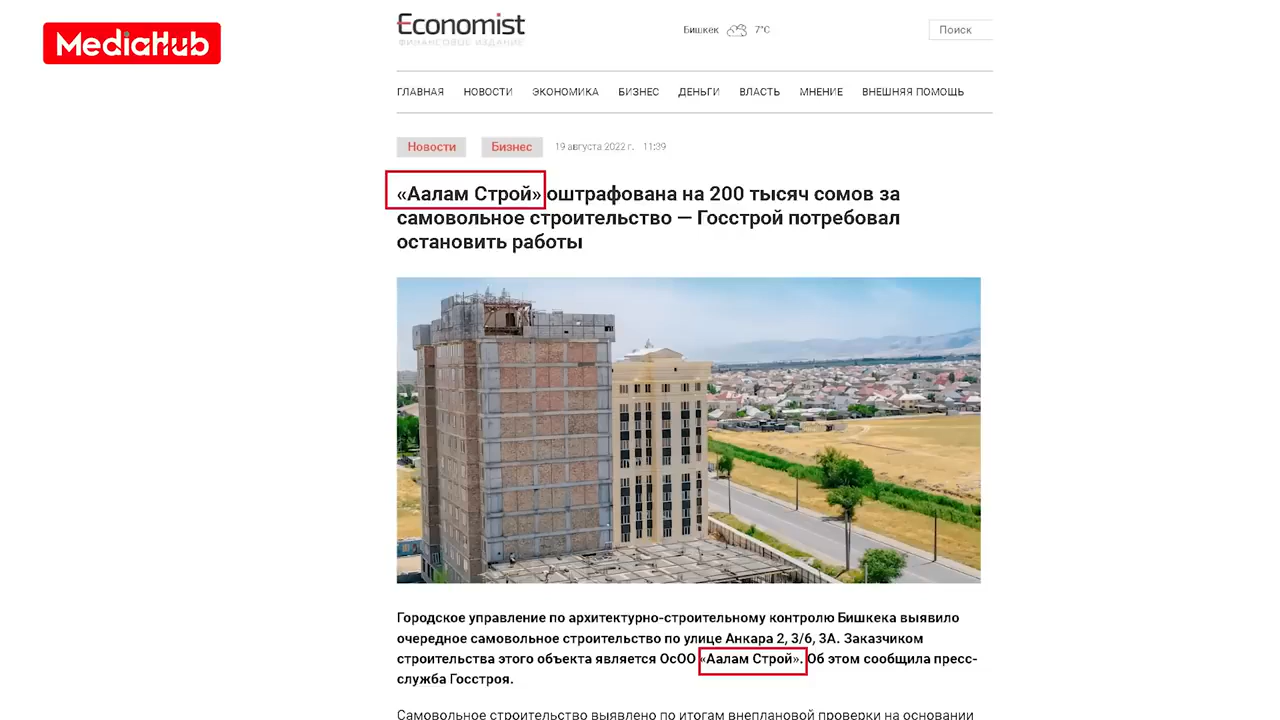 MediaHub
Economist
ФИНАНСОВОЕ ИЗДАНИЕ
Бишкек 7°C
Поиск
ГЛАВНАЯ НОВОСТИ ЭКОНОМИКА БИЗНЕС ДЕНЬГИ ВЛАСТЬ МНЕНИЕ ВНЕШНЯЯ ПОМОЩЬ
Новости Бизнес 19 августа 2022 г. 11:39
«Аалам Строй» оштрафована на 200 тысяч сомов за
самовольное строительство — Госстрой потребовал
остановить работы
Городское управление по архитектурно-строительному контролю Бишкека выявило
очередное самовольное строительство по улице Анкара 2, 3/6, 3А. Заказчиком
строительства этого объекта является ОсОО «Аалам Строй». Об этом сообщила пресс-
служба Госстроя.
Самовольное строительство выявлено по итогам внеплановой проверки на основании